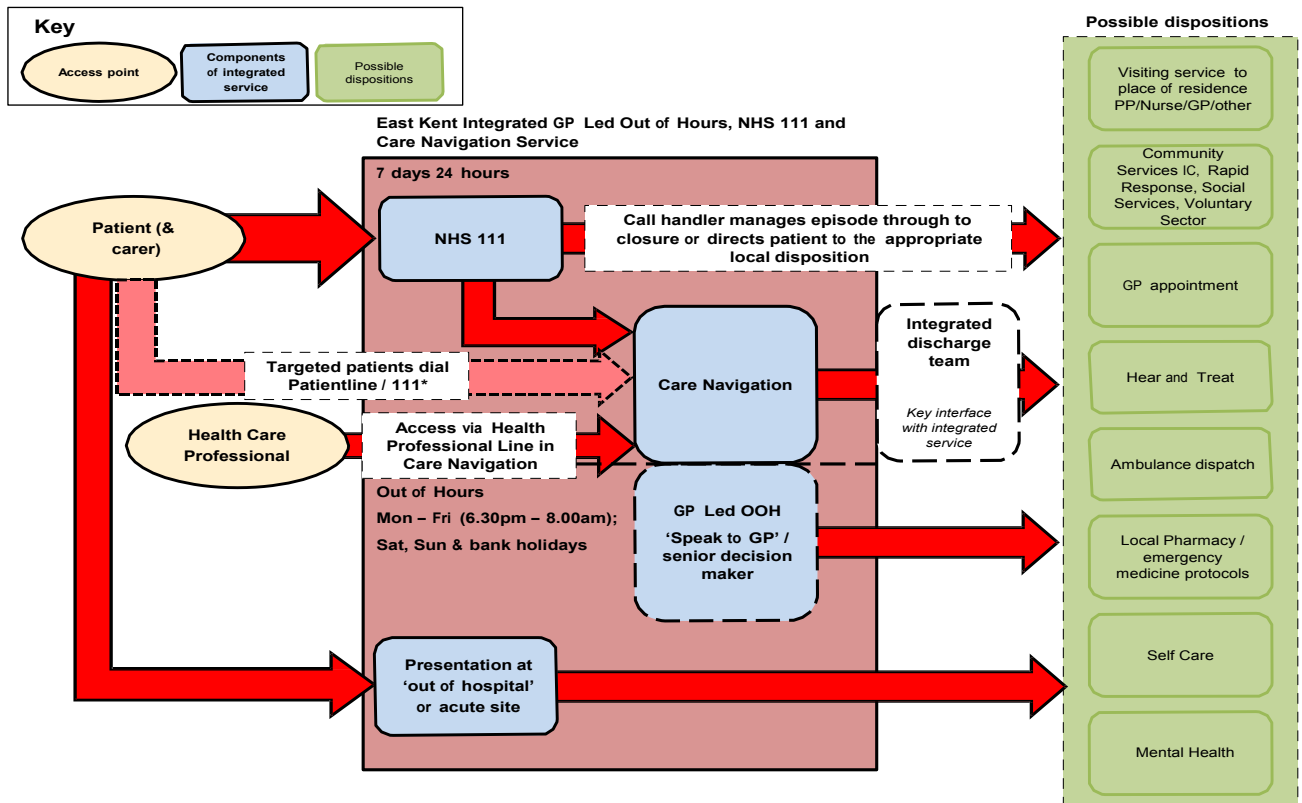 Key
Access point
Components
of integrated
service
Possible
dispositions
Possible dispositions
East Kent Integrated GP Led Out of Hours, NHS 111 and
Care Navigation Service
7 days 24 hours
Patient (&
carer)
NHS 111
Call handler manages episode through to
closure or directs patient to the appropriate
local disposition
Targeted patients dial
Patientline / 111*
Care Navigation
Integrated
discharge
team
Key interface
with integrated
service
Health Care
Professional
Access via Health
Professional Line in
Care Navigation
Out of Hours
Mon – Fri (6.30pm – 8.00am);
Sat, Sun & bank holidays
GP Led OOH
‘Speak to GP’ /
senior decision
maker
Presentation at
‘out of hospital’
or acute site
Visiting service to
place of residence
PP/Nurse/GP/other
Community
Services IC, Rapid
Response, Social
Services, Voluntary
Sector
GP appointment
Hear and Treat
Ambulance dispatch
Local Pharmacy /
emergency
medicine protocols
Self Care
Mental Health